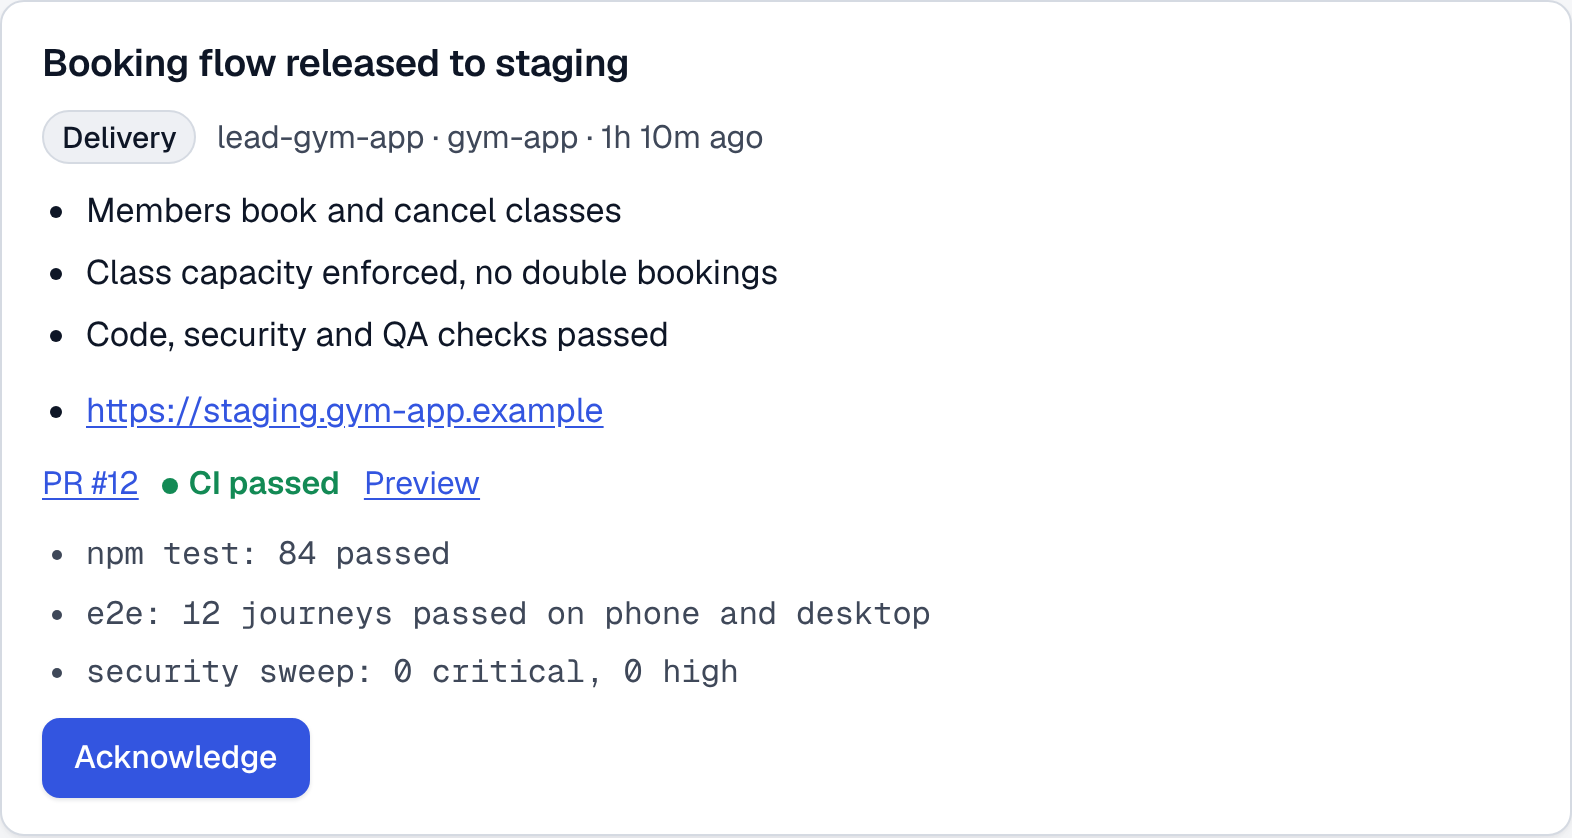 Booking flow released to staging
Delivery lead-gym-app · gym-app · 1h 10m ago
• Members book and cancel classes
• Class capacity enforced, no double bookings
• Code, security and QA checks passed
• https://staging.gym-app.example
PR #12 ● CI passed Preview
• npm test: 84 passed
• e2e: 12 journeys passed on phone and desktop
• security sweep: 0 critical, 0 high
Acknowledge